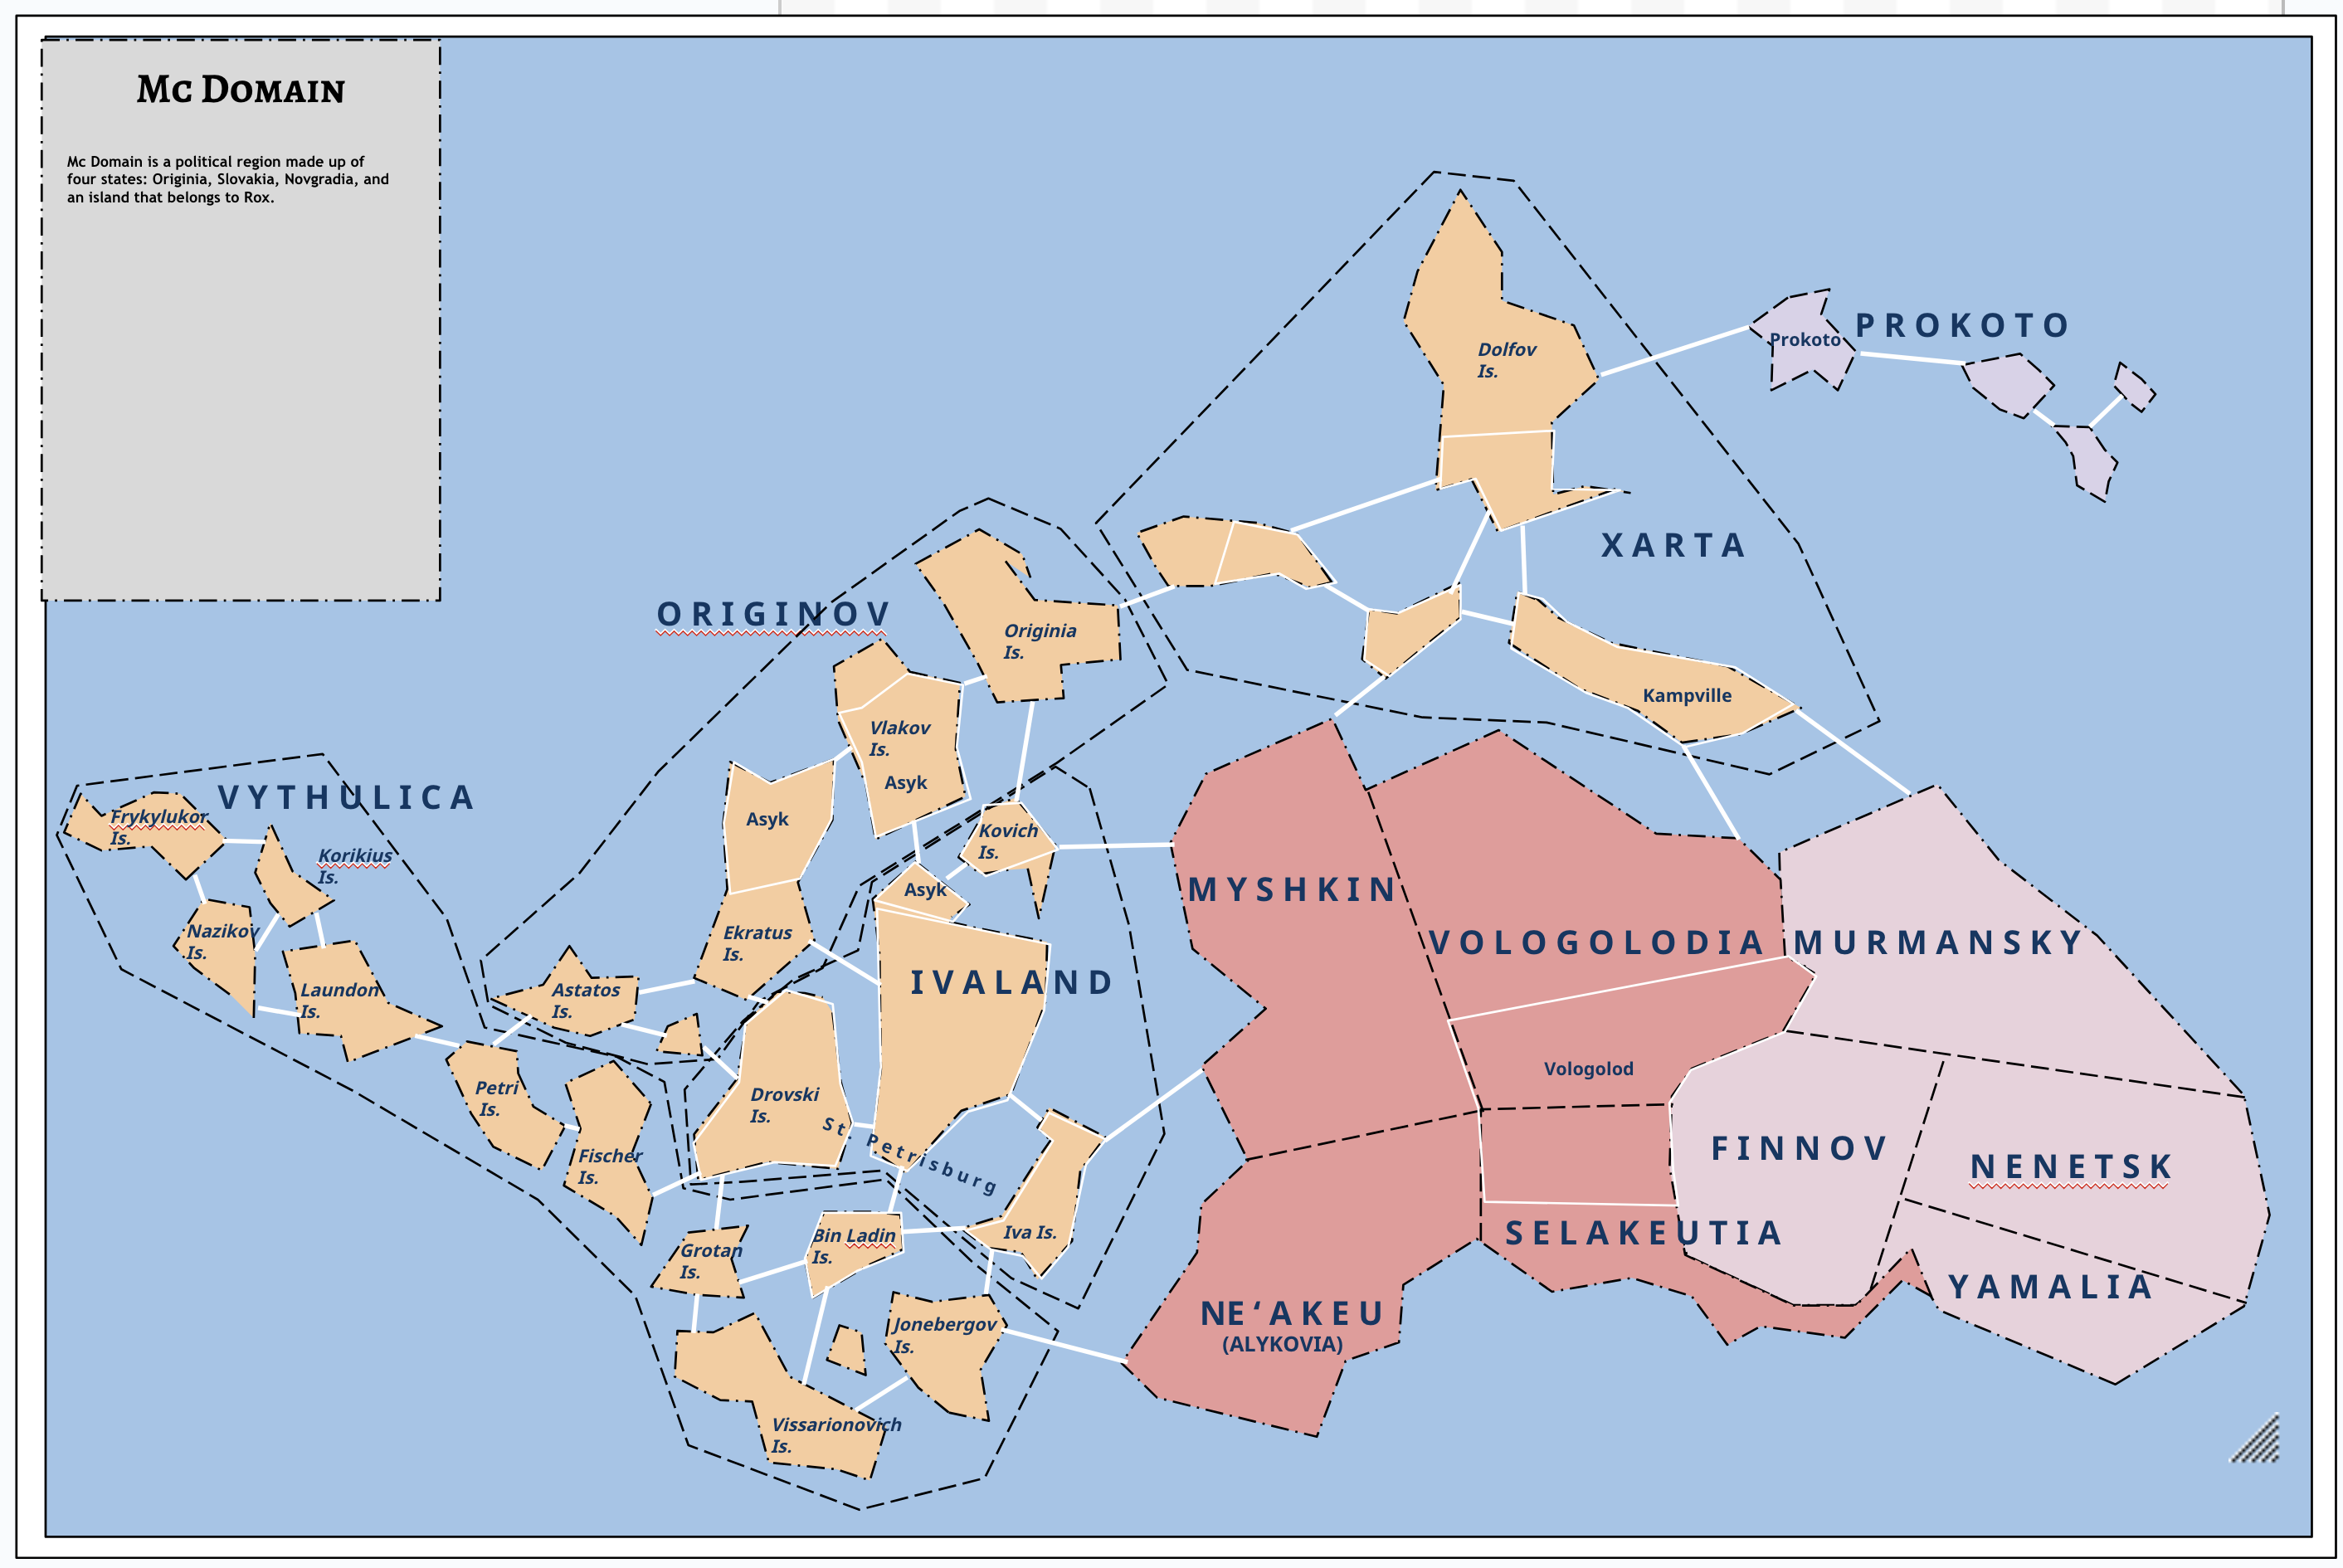 Mc Domain
Mc Domain is a political region made up of
four states: Originia, Slovakia, Novgradia, and
an island that belongs to Rox.
PROKOTO
Prokoto
Dolfov
Is.
XARTA
ORIGINOV
Originia
Is.
Kampville
Vlakov
Is.
Asyk
VYTHULICA
Frykylukor
Is.
Asyk
Kovich
Is.
Korikius
Is.
Asyk
MYSHKIN
Nazikov
Is.
Ekratus
Is.
VOLOGOLODIA
MURMANSKY
IVALAND
Laundon
Is.
Astatos
Is.
Vologolod
Petri
Is.
Drovski
Is.
St. Petrisburg
Fischer
Is.
FINNOV
NENETSK
Grotan
Is.
Bin Ladin
Is.
Iva Is.
SELAKEUTIA
YAMALIA
NE‘AKEU
(ALYKOVIA)
Jonebergov
Is.
Vissarionovich
Is.